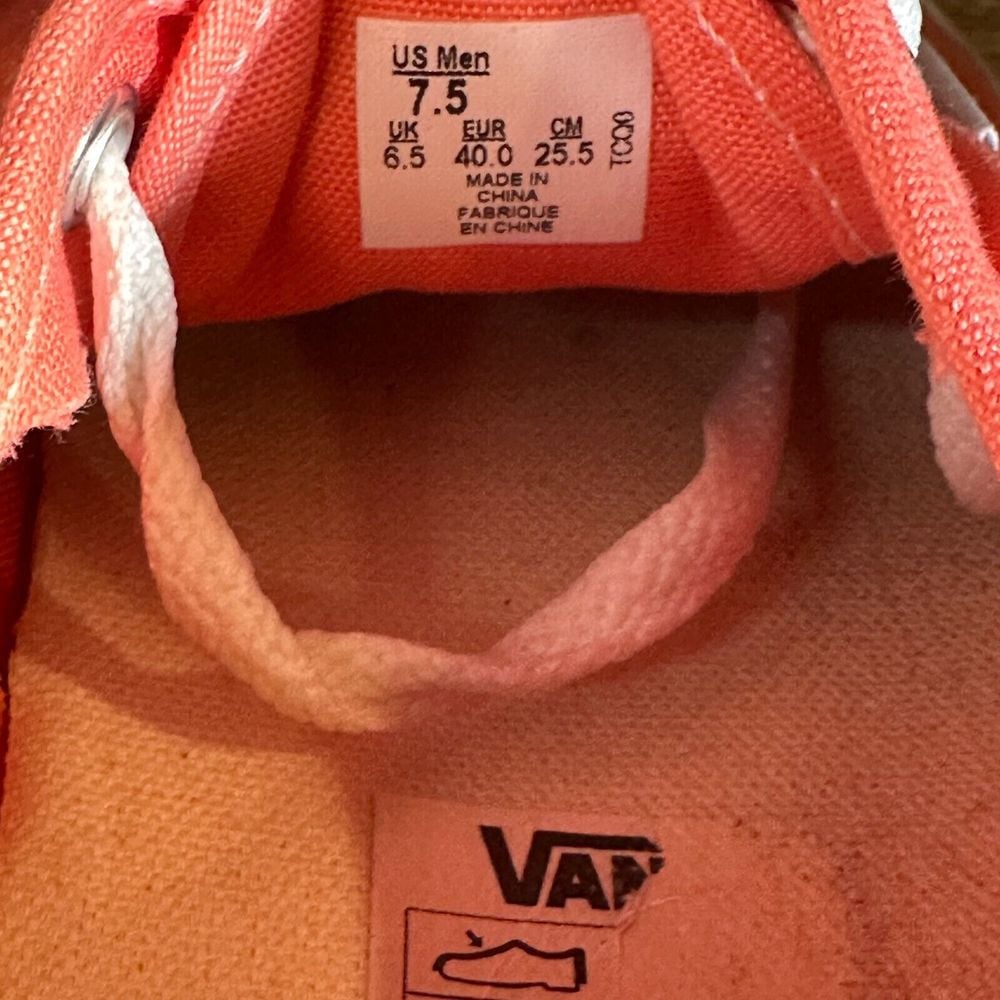 US Men
7.5
UK EUR CM
6.5 40.0 25.5
MADE IN
CHINA
FABRIQUE
EN CHINE
VAN